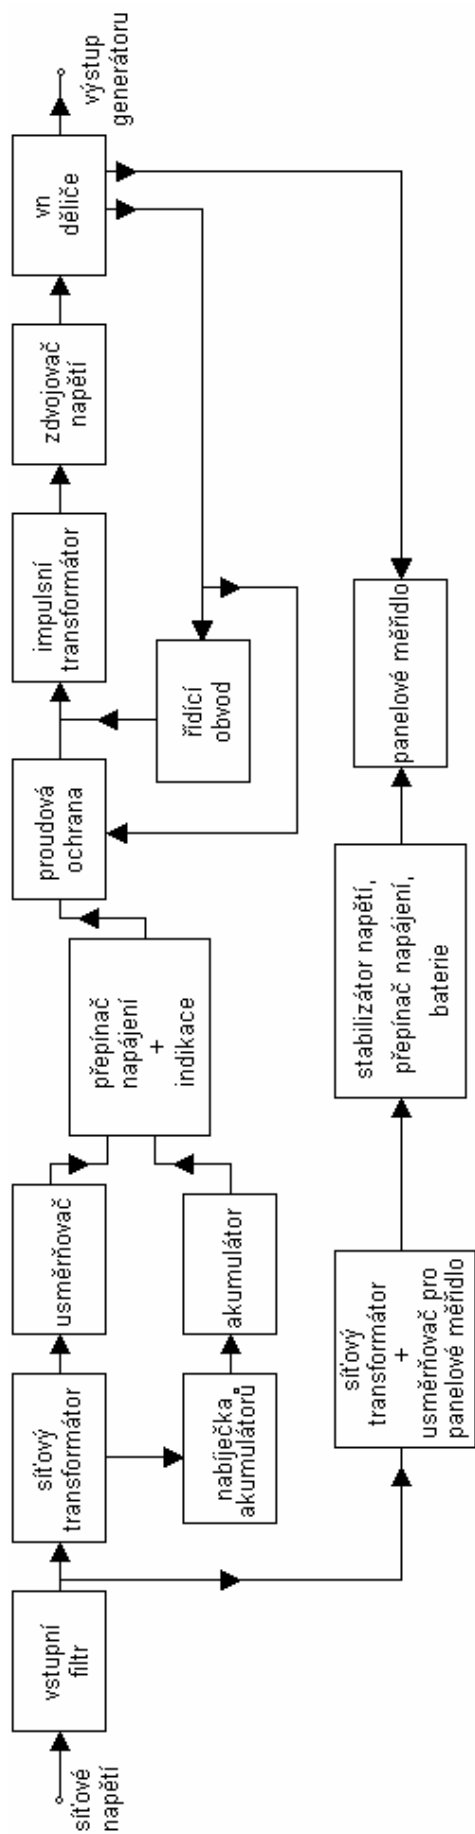 síťové
napětí
vstupní
filtr
síťový
transformátor
usměrňovač
nabíječka
akumulátorů
akumulátor
přepínač
napájení
+
indikace
proudová
ochrana
řídící
obvod
impulsní
transformátor
zdvojovač
napětí
vn
děliče
výstup
generátoru
síťový
transformátor
+
usměrňovač pro
panelové měřidlo
stabilizátor napětí,
přepínač napájení,
baterie
panelové měřidlo